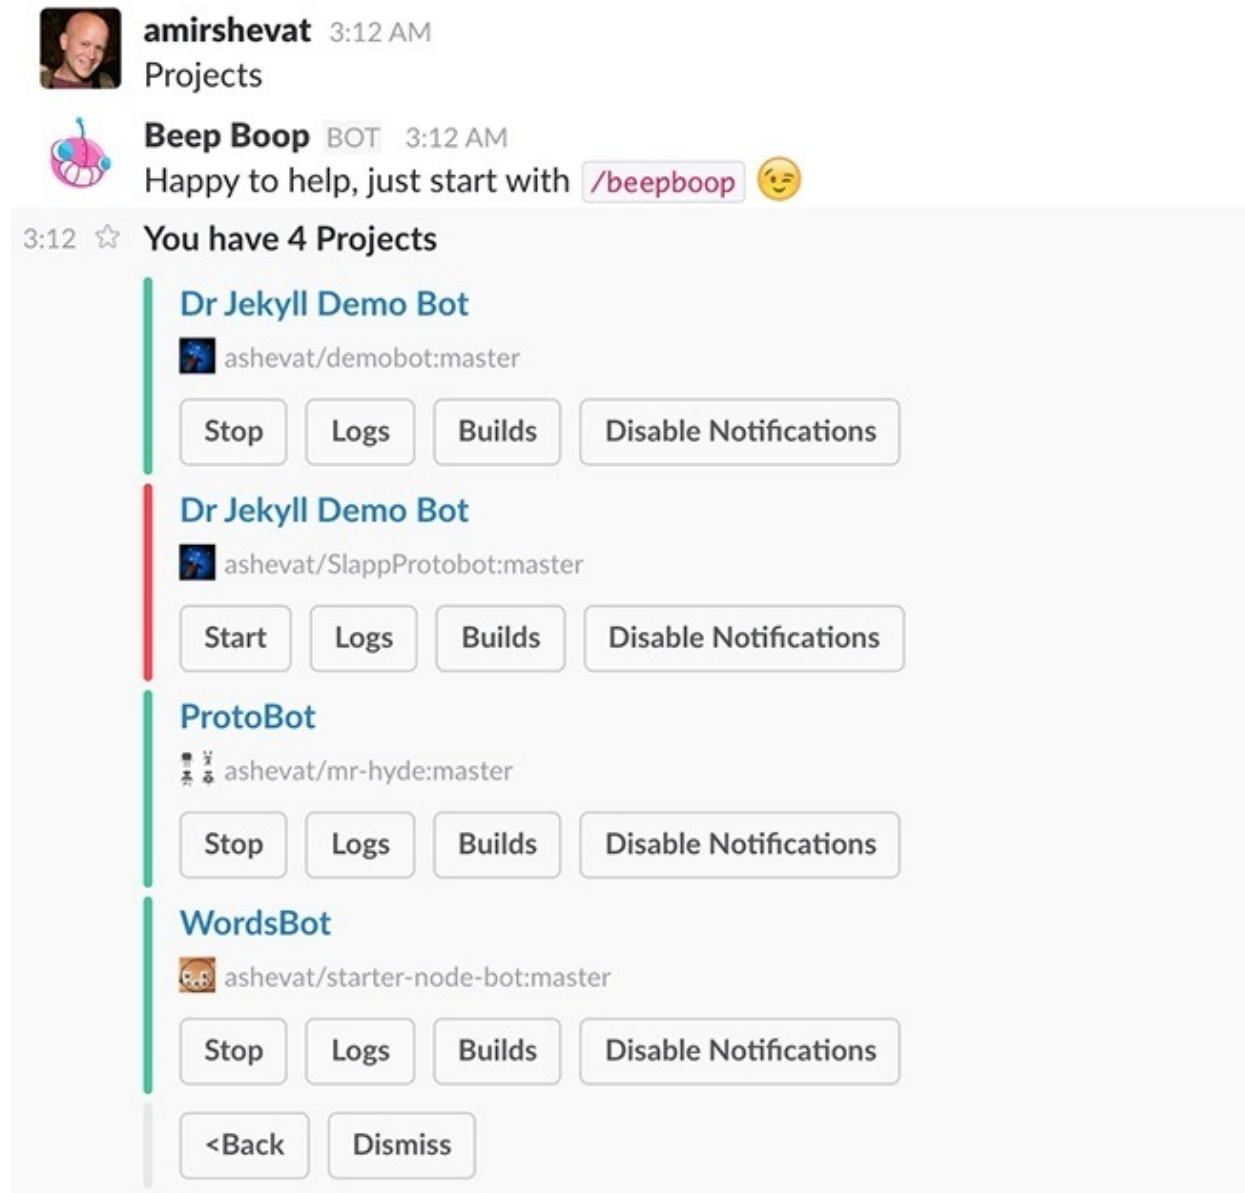 amirshevat 3:12 AM
Projects
Beep Boop BOT 3:12 AM
Happy to help, just start with /beepboop
3:12 You have 4 Projects
Dr Jekyll Demo Bot
ashevat/demobot:master
Stop Logs Builds Disable Notifications
Dr Jekyll Demo Bot
ashevat/SlappProtobot:master
Start Logs Builds Disable Notifications
ProtoBot
ashevat/mr-hyde:master
Stop Logs Builds Disable Notifications
WordsBot
ashevat/starter-node-bot:master
Stop Logs Builds Disable Notifications
<Back Dismiss